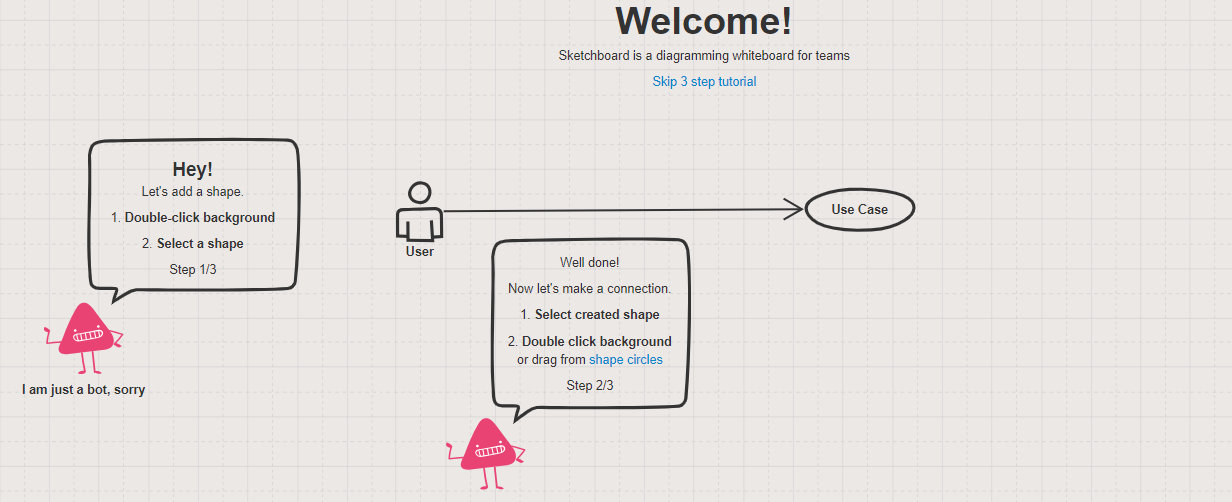 Welcome!
Sketchboard is a diagramming whiteboard for teams
Skip 3 step tutorial
Hey!
Let's add a shape.
1. Double-click background
2. Select a shape
Step 1/3
I am just a bot, sorry
User
Use Case
Well done!
Now let's make a connection.
1. Select created shape
2. Double click background
or drag from shape circles
Step 2/3